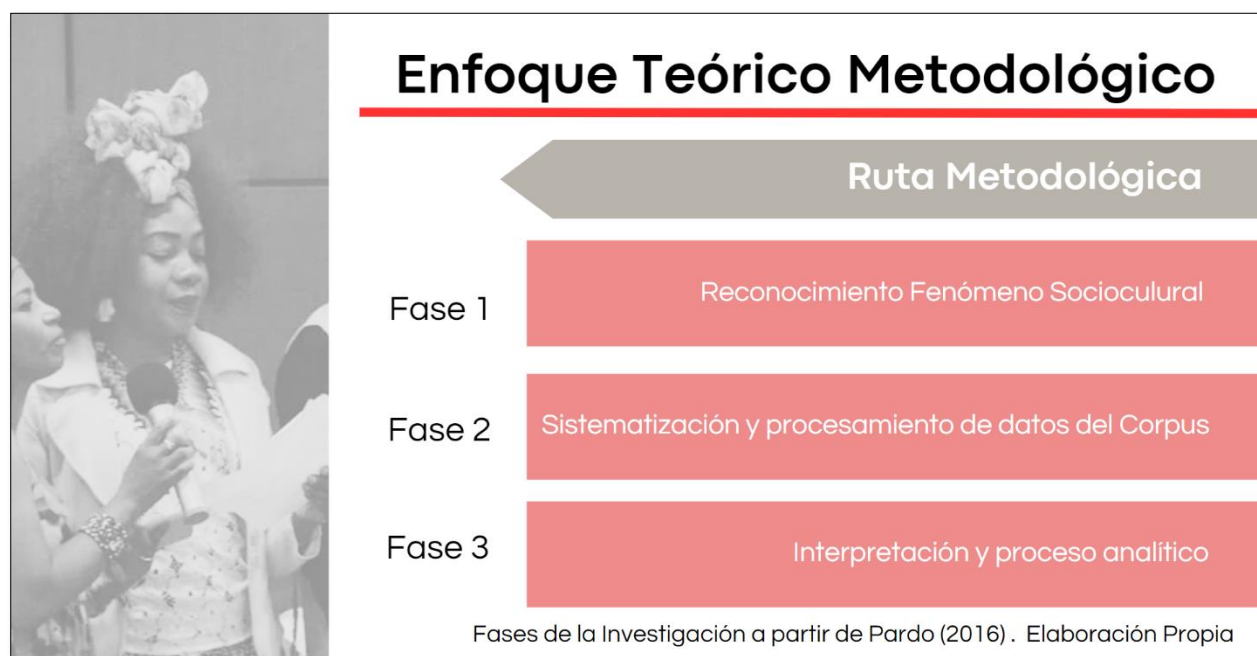 Enfoque Teórico Metodológico
Ruta Metodológica
Fase 1
Reconocimiento Fenómeno Socioculural
Fase 2
Sistematización y procesamiento de datos del Corpus
Fase 3
Interpretación y proceso analítico
Fases de la Investigación a partir de Pardo (2016) . Elaboración Propia